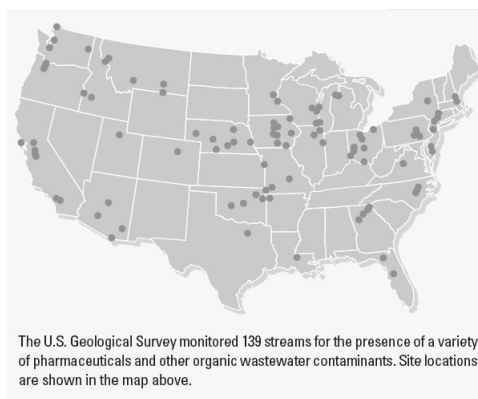 The U.S. Geological Survey monitored 139 streams for the presence of a variety
of pharmaceuticals and other organic wastewater contaminants. Site locations
are shown in the map above.